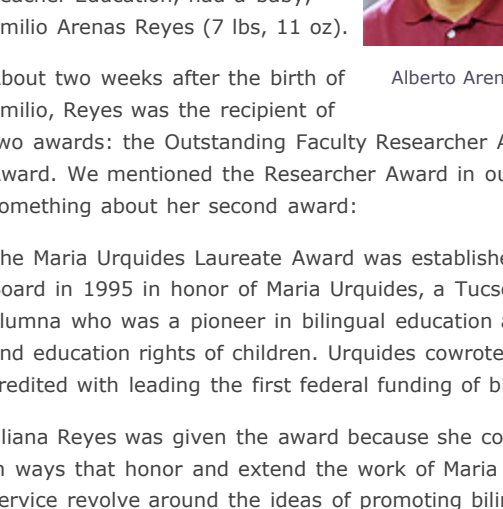 eacher Education, had a baby,
milio Arenas Reyes (7 lbs, 11 oz).
Alberto Aren
bout two weeks after the birth of
milio, Reyes was the recipient of
wo awards: the Outstanding Faculty Researcher A
ward. We mentioned the Researcher Award in ou
omething about her second award:
he Maria Urquides Laureate Award was establishe
oard in 1995 in honor of Maria Urquides, a Tucso
lumna who was a pioneer in bilingual education a
nd education rights of children. Urquides cowrote
redited with leading the first federal funding of b
liana Reyes was given the award because she co
n ways that honor and extend the work of Maria
ervice revolve around the ideas of promoting bilin